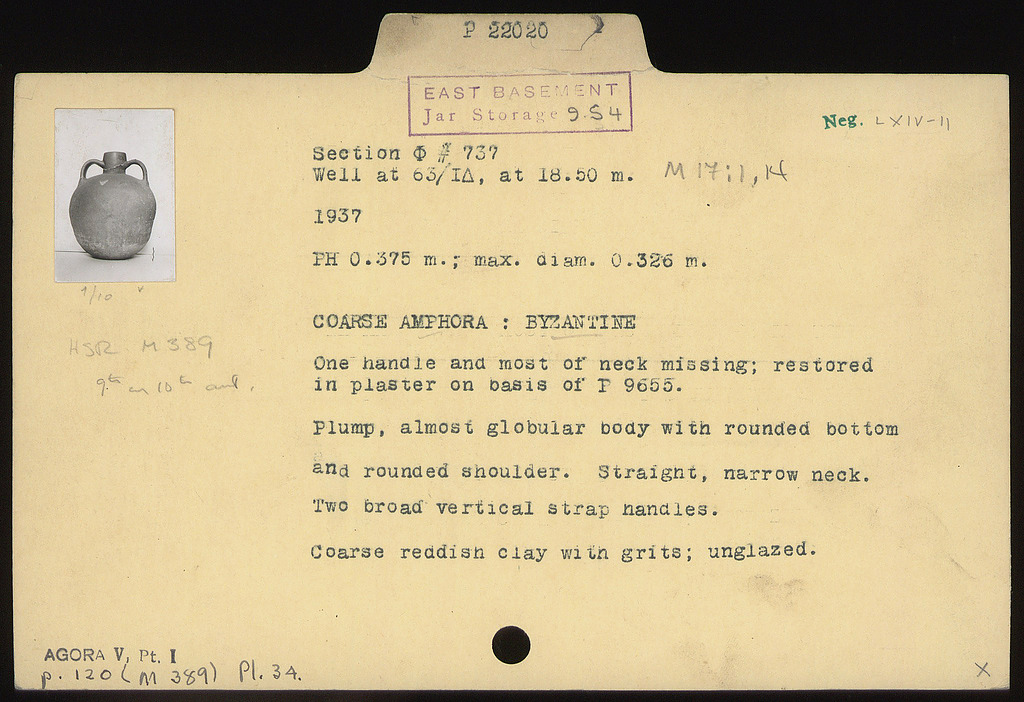 P 22020
EAST BASEMENT
Jar Storage 9.S4
Neg. LXIV-11
Section Φ # 737
Well at 63/ΙΔ, at 18.50 m. M 17:1, 14
1937
PH 0.375 m.; max. diam. 0.326 m.
1/10
COARSE AMPHORA : BYZANTINE
HSR M389
9th or 10th cent.
One handle and most of neck missing; restored
in plaster on basis of P 9655.
Plump, almost globular body with rounded bottom
and rounded shoulder. Straight, narrow neck.
Two broad vertical strap handles.
Coarse reddish clay with grits; unglazed.
AGORA V, Pt. I
p. 120 (M 389) Pl. 34.
X